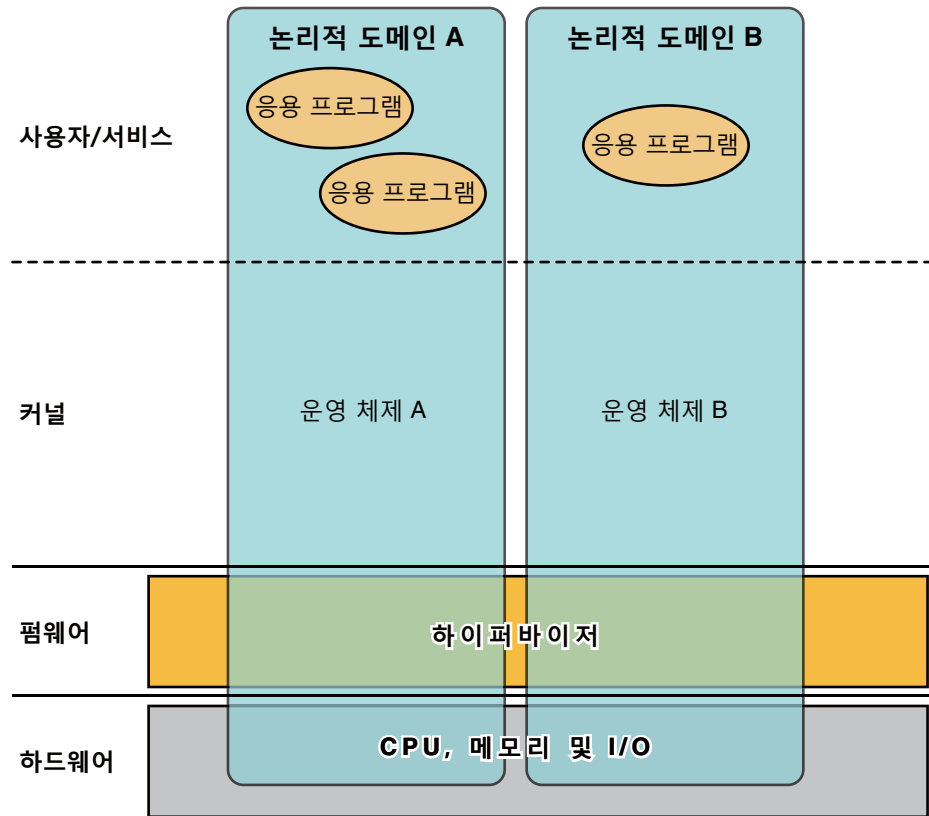 논리적 도메인 A
논리적 도메인 B
응용 프로그램
응용 프로그램
응용 프로그램
사용자/서비스
커널
운영 체제 A
운영 체제 B
펌웨어
하이퍼바이저
하드웨어
CPU, 메모리 및 I/O